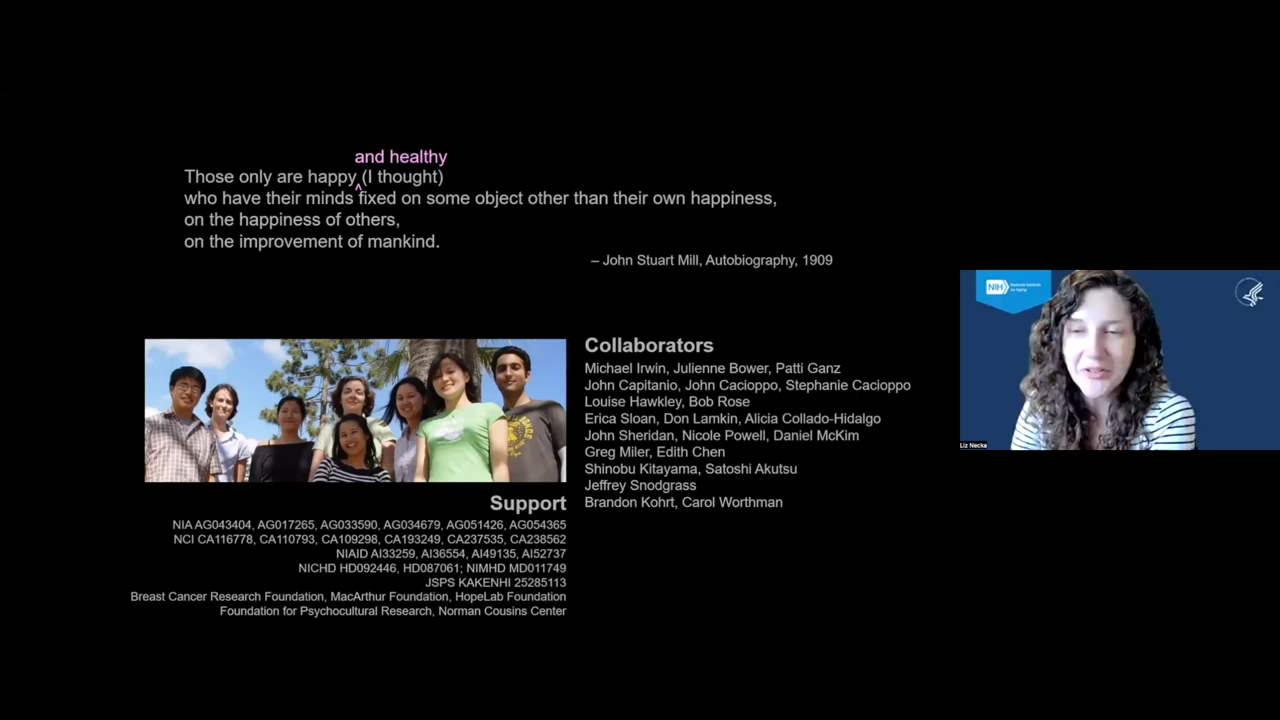 and healthy
Those only are happy (I thought)
^
who have their minds fixed on some object other than their own happiness,
on the happiness of others,
on the improvement of mankind.
– John Stuart Mill, Autobiography, 1909
Collaborators
Michael Irwin, Julienne Bower, Patti Ganz
John Capitanio, John Cacioppo, Stephanie Cacioppo
Louise Hawkley, Bob Rose
Erica Sloan, Don Lamkin, Alicia Collado-Hidalgo
John Sheridan, Nicole Powell, Daniel McKim
Greg Miler, Edith Chen
Shinobu Kitayama, Satoshi Akutsu
Jeffrey Snodgrass
Brandon Kohrt, Carol Worthman
Support
NIA AG043404, AG017265, AG033590, AG034679, AG051426, AG054365
NCI CA116778, CA110793, CA109298, CA193249, CA237535, CA238562
NIAID AI33259, AI36554, AI49135, AI52737
NICHD HD092446, HD087061; NIMHD MD011749
JSPS KAKENHI 25285113
Breast Cancer Research Foundation, MacArthur Foundation, HopeLab Foundation
Foundation for Psychocultural Research, Norman Cousins Center
NIH
National Institute
on Aging
Liz Necka